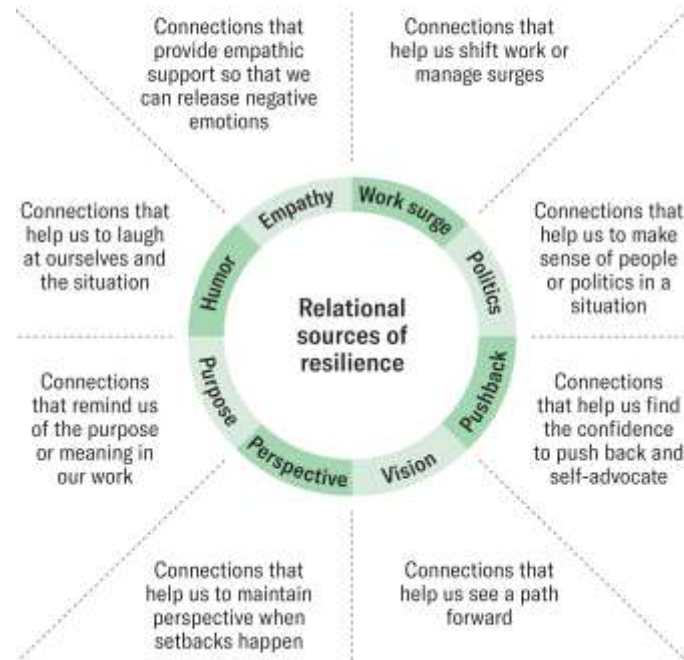 Connections that
provide empathic
support so that we
can release negative
emotions
Connections that
help us shift work or
manage surges
Connections that
help us to laugh
at ourselves and
the situation
Connections that
help us to make
sense of people
or politics in a
situation
Empathy
Work surge
Humor
Politics
Relational
sources of
resilience
Purpose
Pushback
Perspective
Vision
Connections
that remind us
of the purpose
or meaning in
our work
Connections
that help us find
the confidence
to push back and
self-advocate
Connections that
help us to maintain
perspective when
setbacks happen
Connections that
help us see a path
forward